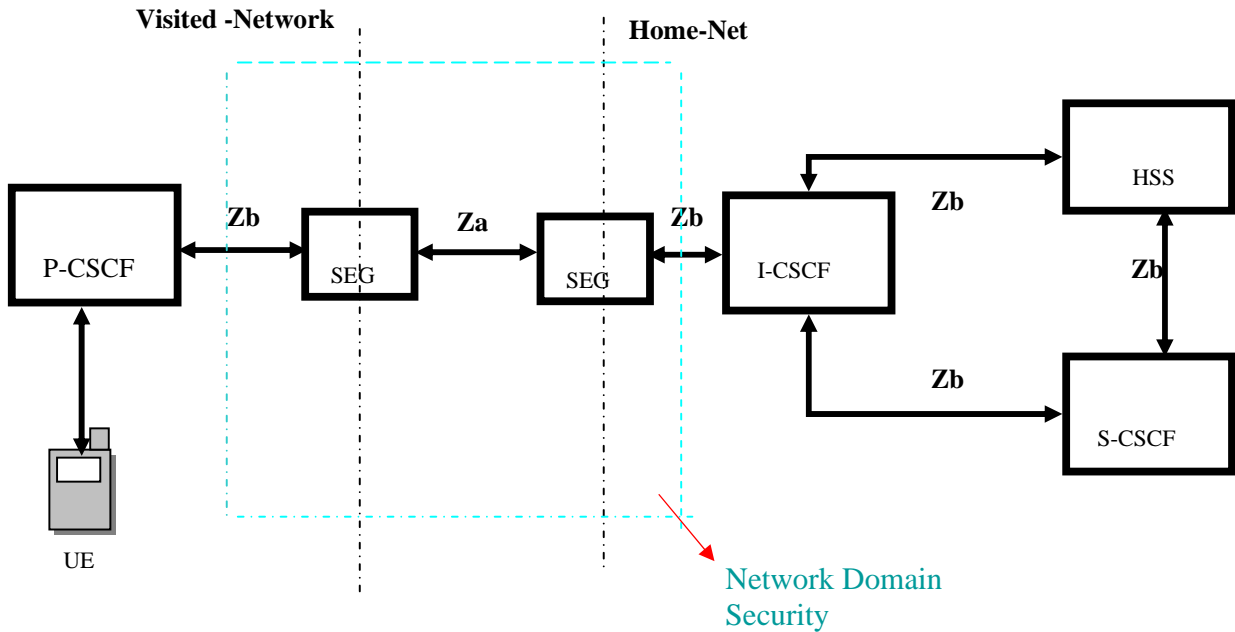 Visited -Network
Home-Net
HSS
Zb
Zb
Za
Zb
Zb
P-CSCF
SEG
SEG
I-CSCF
Zb
S-CSCF
UE
Network Domain
Security